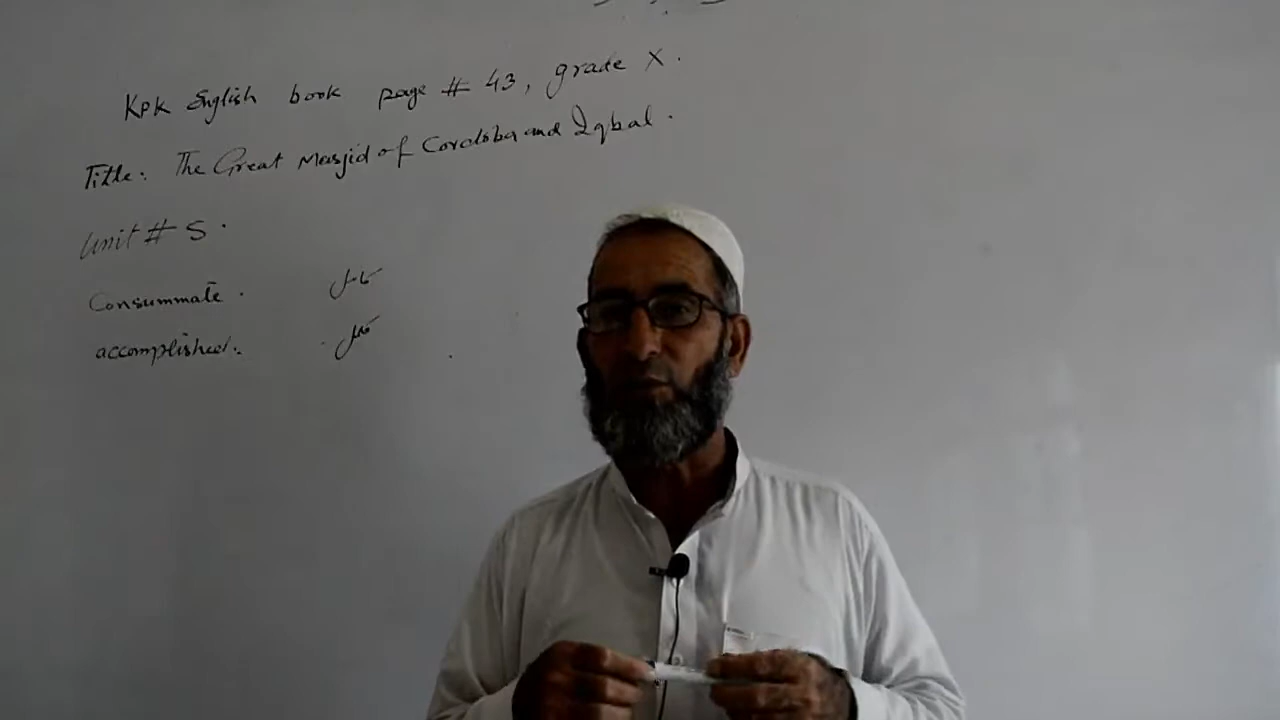 KPK English book page # 43, grade X.
Title: The Great Masjid of Cordoba and Iqbal.
Unit # 5.
Consummate. کامل
accomplished.